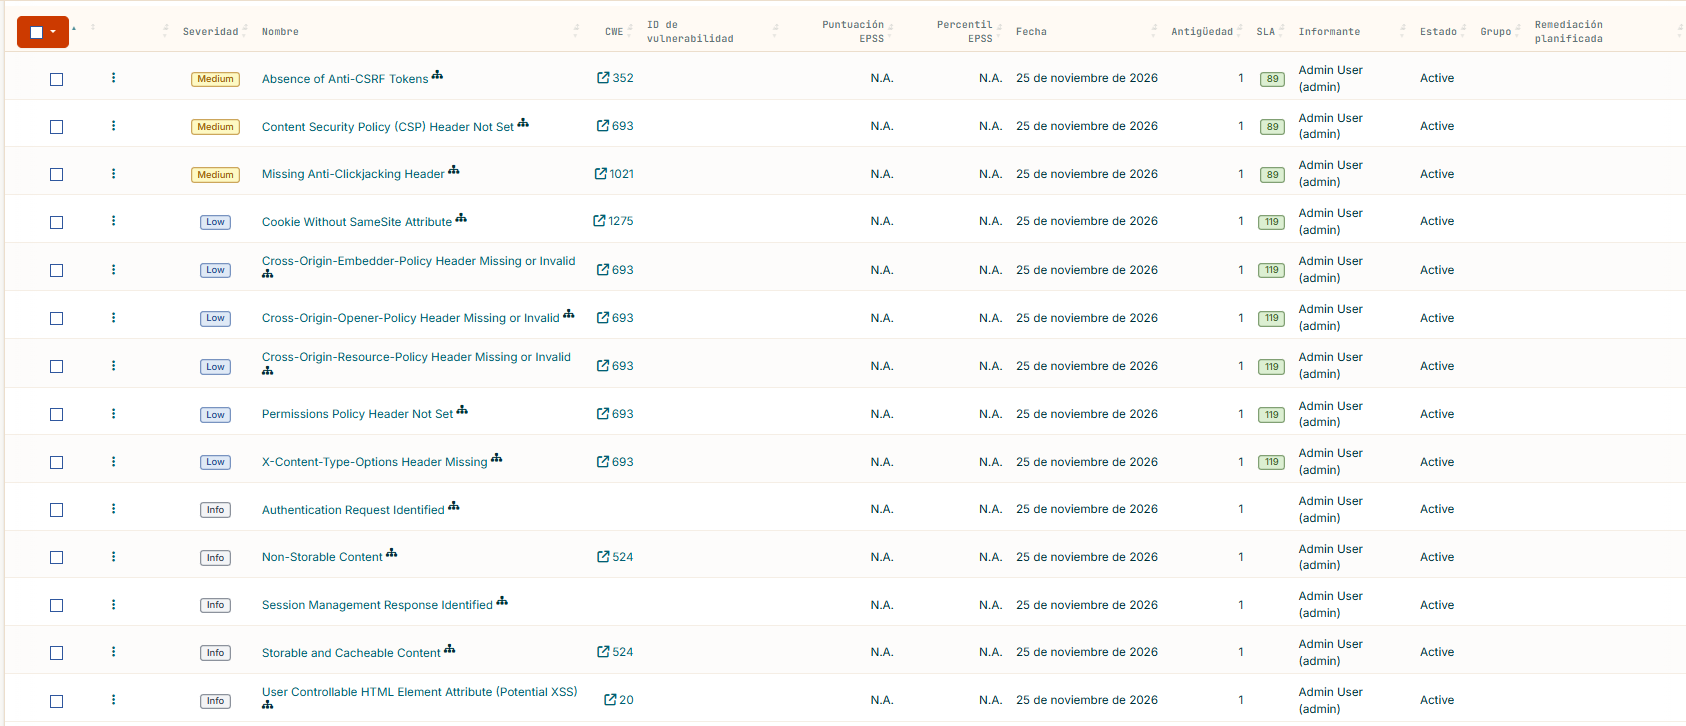 Severidad Nombre CWE ID de vulnerabilidad Puntuación EPSS Percentil EPSS Fecha Antigüedad SLA Informante Estado Grupo Remediación planificada
Medium Absence of Anti-CSRF Tokens 352 N.A. N.A. 25 de noviembre de 2026 1 89 Admin User (admin) Active
Medium Content Security Policy (CSP) Header Not Set 693 N.A. N.A. 25 de noviembre de 2026 1 89 Admin User (admin) Active
Medium Missing Anti-Clickjacking Header 1021 N.A. N.A. 25 de noviembre de 2026 1 89 Admin User (admin) Active
Low Cookie Without SameSite Attribute 1275 N.A. N.A. 25 de noviembre de 2026 1 119 Admin User (admin) Active
Low Cross-Origin-Embedder-Policy Header Missing or Invalid 693 N.A. N.A. 25 de noviembre de 2026 1 119 Admin User (admin) Active
Low Cross-Origin-Opener-Policy Header Missing or Invalid 693 N.A. N.A. 25 de noviembre de 2026 1 119 Admin User (admin) Active
Low Cross-Origin-Resource-Policy Header Missing or Invalid 693 N.A. N.A. 25 de noviembre de 2026 1 119 Admin User (admin) Active
Low Permissions Policy Header Not Set 693 N.A. N.A. 25 de noviembre de 2026 1 119 Admin User (admin) Active
Low X-Content-Type-Options Header Missing 693 N.A. N.A. 25 de noviembre de 2026 1 119 Admin User (admin) Active
Info Authentication Request Identified N.A. N.A. 25 de noviembre de 2026 1 Admin User (admin) Active
Info Non-Storable Content 524 N.A. N.A. 25 de noviembre de 2026 1 Admin User (admin) Active
Info Session Management Response Identified N.A. N.A. 25 de noviembre de 2026 1 Admin User (admin) Active
Info Storable and Cacheable Content 524 N.A. N.A. 25 de noviembre de 2026 1 Admin User (admin) Active
Info User Controllable HTML Element Attribute (Potential XSS) 20 N.A. N.A. 25 de noviembre de 2026 1 Admin User (admin) Active